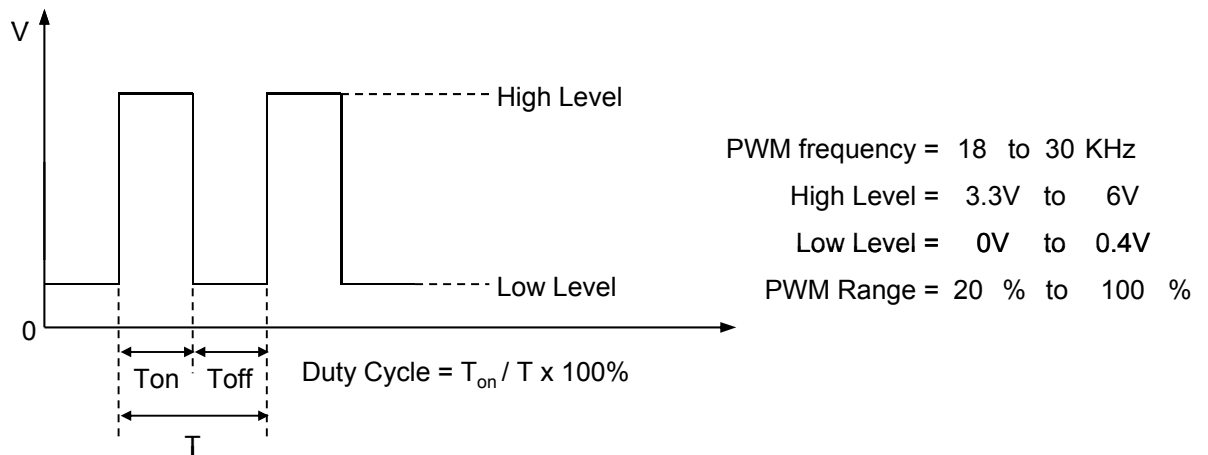 V
High Level
PWM frequency = 18 to 30 KHz
High Level = 3.3V to 6V
Low Level = 0V to 0.4V
Low Level
PWM Range = 20 % to 100 %
0
Ton Toff
Duty Cycle = Ton / T x 100%
T